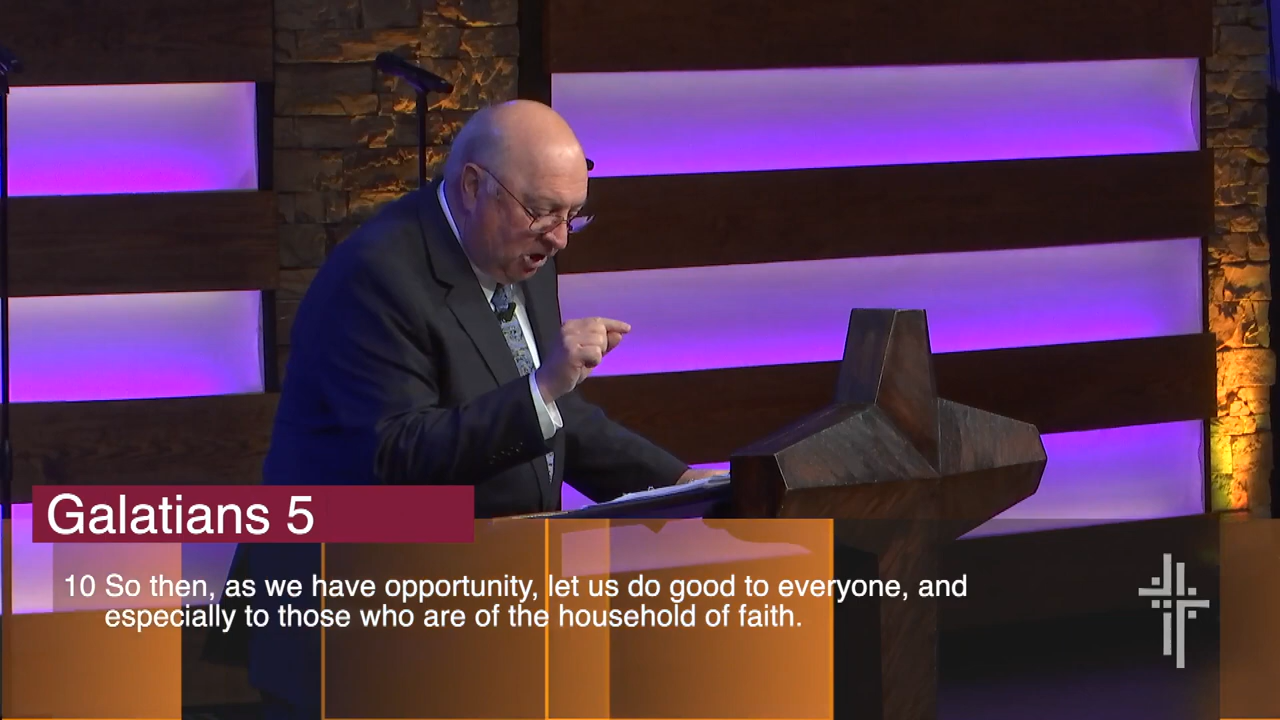 Galatians 5
10 So then, as we have opportunity, let us do good to everyone, and
especially to those who are of the household of faith.